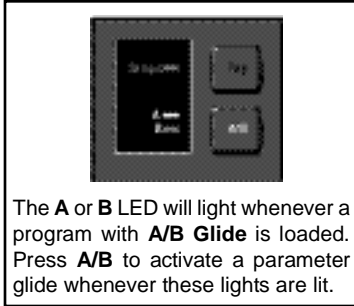 Tap
A
B
A/B
The A or B LED will light whenever a
program with A/B Glide is loaded.
Press A/B to activate a parameter
glide whenever these lights are lit.